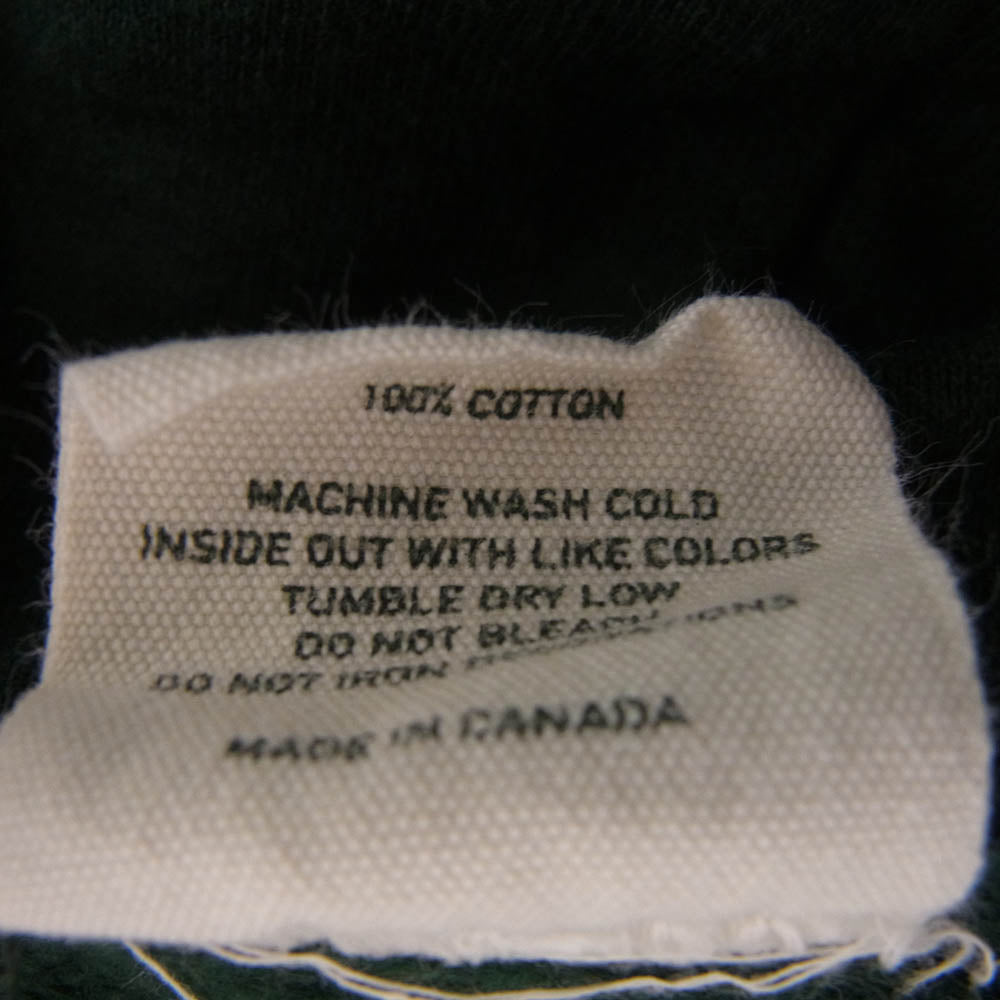 100% COTTON
MACHINE WASH COLD
INSIDE OUT WITH LIKE COLORS
TUMBLE DRY LOW
DO NOT BLEACH
DO NOT IRON
MADE IN CANADA